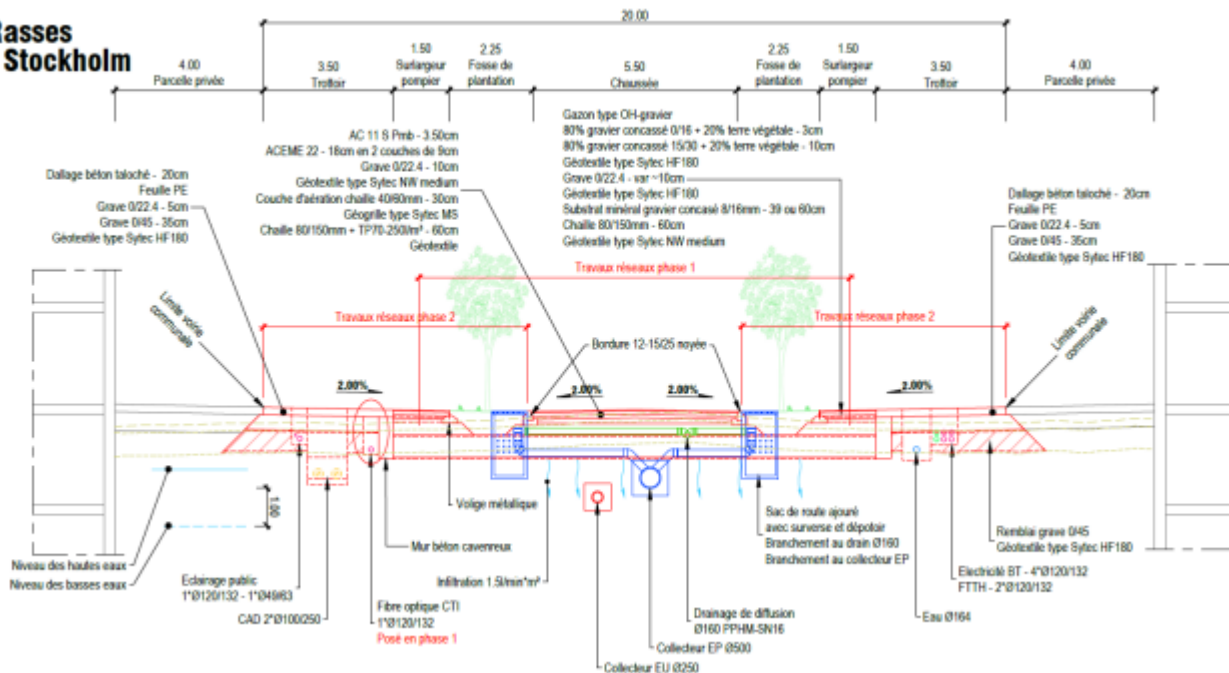 Rasses
Stockholm
20.00
4.00
Parcelle privée
3.50
Trottoir
1.50
Surlargeur
pompier
2.25
Fosse de
plantation
5.50
Chaussée
2.25
Fosse de
plantation
1.50
Surlargeur
pompier
3.50
Trottoir
4.00
Parcelle privée
AC 11 S Pmb - 3.50cm
ACEME 22 - 18cm en 2 couches de 9cm
Grave 0/22.4 - 10cm
Géotextile type Sytec NW medium
Couche d'aération chaille 40/60mm - 30cm
Géogrille type Sytec MS
Chaille 80/150mm + TP70-250l/m³ - 60cm
Géotextile
Gazon type OH-gravier
80% gravier concassé 0/16 + 20% terre végétale - 3cm
80% gravier concassé 15/30 + 20% terre végétale - 10cm
Géotextile type Sytec HF180
Grave 0/22.4 - var ~10cm
Géotextile type Sytec HF180
Substrat minéral gravier concasé 8/16mm - 39 ou 60cm
Chaille 80/150mm - 60cm
Géotextile type Sytec NW medium
Dallage béton taloché - 20cm
Feuille PE
Grave 0/22.4 - 5cm
Grave 0/45 - 35cm
Géotextile type Sytec HF180
Dallage béton taloché - 20cm
Feuille PE
Grave 0/22.4 - 5cm
Grave 0/45 - 35cm
Géotextile type Sytec HF180
Travaux réseaux phase 1
Travaux réseaux phase 2
Travaux réseaux phase 2
Limite voirie
communale
Limite voirie
communale
Bordure 12-15/25 noyée
2.00%
2.00%
2.00%
2.00%
1.00
Volige métallique
Mur béton cavenreux
Niveau des hautes eaux
Niveau des basses eaux
Eclairage public
1*Ø120/132 - 1*Ø49/63
CAD 2*Ø100/250
Fibre optique CTI
1*Ø120/132
Posé en phase 1
Infiltration 1.5l/min*m²
Sac de route ajouré
avec surverse et dépotoir
Branchement au drain Ø160
Branchement au collecteur EP
Drainage de diffusion
Ø160 PPHM-SN16
Collecteur EP Ø500
Collecteur EU Ø250
Remblai grave 0/45
Géotextile type Sytec HF180
Electricité BT - 4*Ø120/132
FTTH - 2*Ø120/132
Eau Ø164